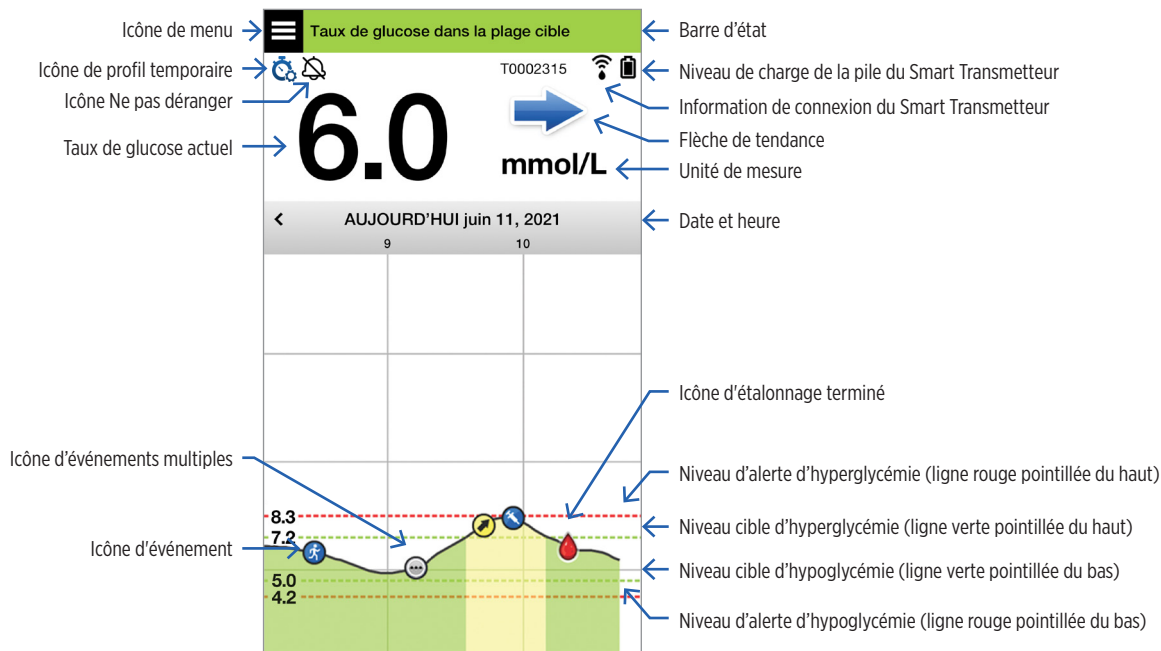 Icône de menu
Taux de glucose dans la plage cible
Barre d'état
Icône de profil temporaire
T0002315
Niveau de charge de la pile du Smart Transmetteur
Icône Ne pas déranger
Information de connexion du Smart Transmetteur
6.0
Flèche de tendance
Taux de glucose actuel
mmol/L
Unité de mesure
AUJOURD'HUI juin 11, 2021
Date et heure
9
10
Icône d'étalonnage terminé
Icône d'événements multiples
Niveau d'alerte d'hyperglycémie (ligne rouge pointillée du haut)
8.3
Niveau cible d'hyperglycémie (ligne verte pointillée du haut)
7.2
Icône d'événement
Niveau cible d'hypoglycémie (ligne verte pointillée du bas)
5.0
4.2
Niveau d'alerte d'hypoglycémie (ligne rouge pointillée du bas)